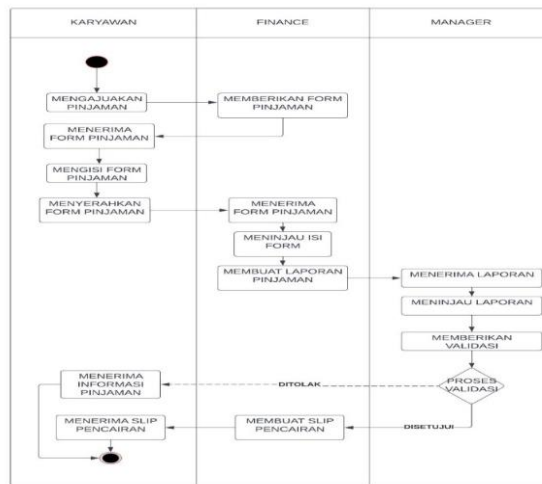 KARYAWAN
FINANCE
MANAGER
MENGAJUAKAN
PINJAMAN
MEMBERIKAN FORM
PINJAMAN
MENERIMA
FORM PINJAMAN
MENGISI FORM
PINJAMAN
MENYERAHKAN
FORM PINJAMAN
MENERIMA
FORM PINJAMAN
MENINJAU ISI
FORM
MEMBUAT LAPORAN
PINJAMAN
MENERIMA LAPORAN
MENINJAU LAPORAN
MEMBERIKAN
VALIDASI
PROSES
VALIDASI
DITOLAK
MENERIMA
INFORMASI
PINJAMAN
DISETUJUI
MEMBUAT SLIP
PENCAIRAN
MENERIMA SLIP
PENCAIRAN